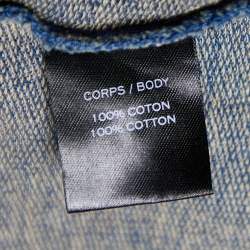 CORPS / BODY
100% COTON
100% COTTON